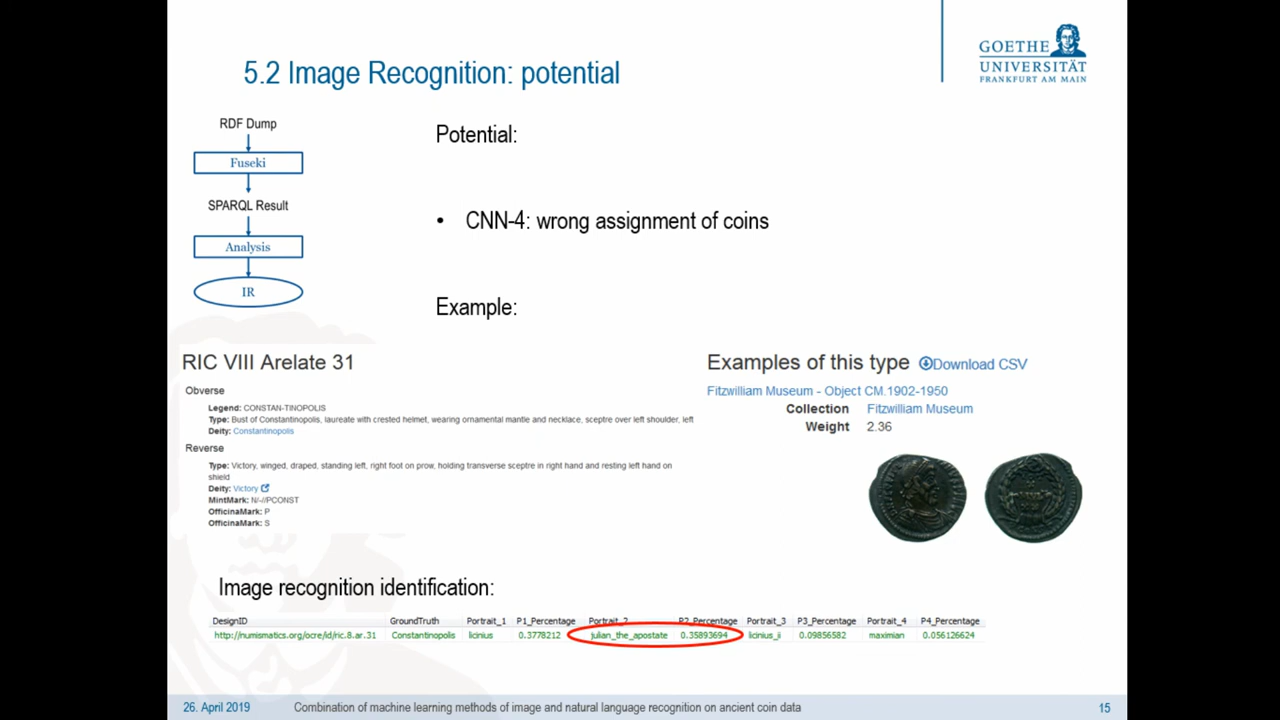 5.2 Image Recognition: potential
GOETHE
UNIVERSITÄT
FRANKFURT AM MAIN
RDF Dump
Fuseki
SPARQL Result
Analysis
IR
Potential:
• CNN-4: wrong assignment of coins
Example:
RIC VIII Arelate 31
Obverse
Legend: CONSTAN-TINOPOLIS
Type: Bust of Constantinopolis, laureate with crested helmet, wearing ornamental mantle and necklace, sceptre over left shoulder, left
Deity: Constantinopolis
Reverse
Type: Victory, winged, draped, standing left, right foot on prow, holding transverse sceptre in right hand and resting left hand on
shield
Deity: Victory
MintMark: N/-//PCONST
OfficinaMark: P
OfficinaMark: S
Examples of this type Download CSV
Fitzwilliam Museum - Object CM.1902-1950
Collection Fitzwilliam Museum
Weight 2.36
Image recognition identification:
DesignID GroundTruth Portrait_1 P1_Percentage Portrait_2 P2_Percentage Portrait_3 P3_Percentage Portrait_4 P4_Percentage
http://numismatics.org/ocre/id/ric.8.ar.31 Constantinopolis licinius 0.3778212 julian_the_apostate 0.35893694 licinius_ii 0.09856582 maximian 0.056126624
26. April 2019 Combination of machine learning methods of image and natural language recognition on ancient coin data 15